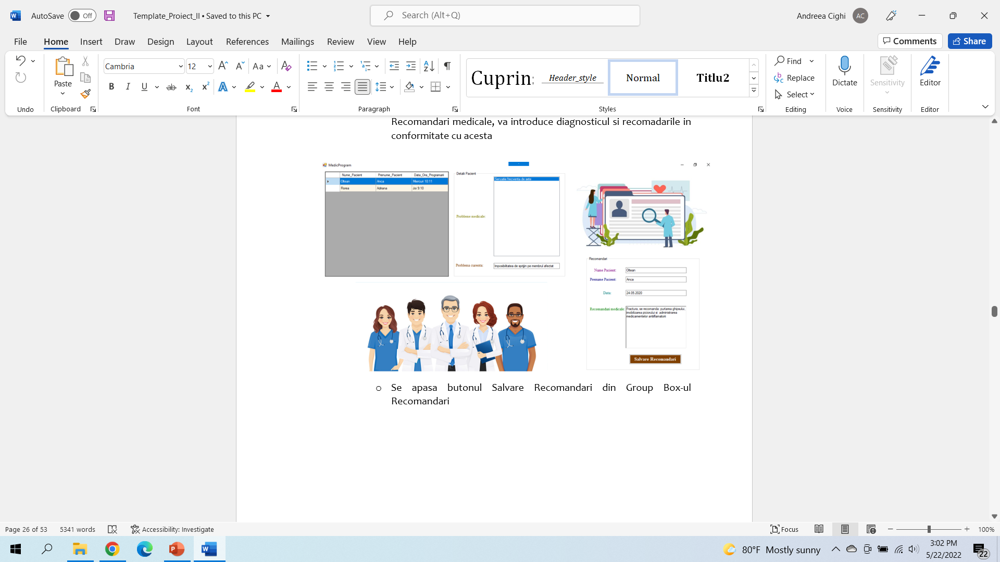 AutoSave Off Template_Proiect_II • Saved to this PC Search (Alt+Q) Andreea Cighi AC
File Home Insert Draw Design Layout References Mailings Review View Help Comments Share
Cambria 12 Aa
Paste
B I U ab x2 x2 A A
Cuprins Header_style Normal Titlu2
Find
Replace
Select
Dictate Sensitivity Editor
Undo Clipboard Font Paragraph Styles Editing Voice Sensitivity Editor
Recomandari medicale, va introduce diagnosticul si recomadarile in
conformitate cu acesta
MedicProgram
Nume_Pacient Prenume_Pacient Data_Ora_Programarii
Oltean Anca Miercuri 10:11
Florea Adriana Joi 9:10
Detalii Pacient
Senzatie frecventa de sete
Probleme medicale:
Problema curenta: Imposibilitatea de sprijin pe membrul afectat
Recomandari
Nume Pacient: Oltean
Prenume Pacient: Anca
Data: 24.05.2020
Recomandari medicale: Fractura, se recomanda: purtarea ghipsului,
imobilizarea piciorului si administrarea
medicamentelor antiflamatorii
Salvare Recomandari
o Se apasa butonul Salvare Recomandari din Group Box-ul
Recomandari
Page 26 of 53 5341 words Accessibility: Investigate Focus 100%
80°F Mostly sunny
3:02 PM
5/22/2022
22